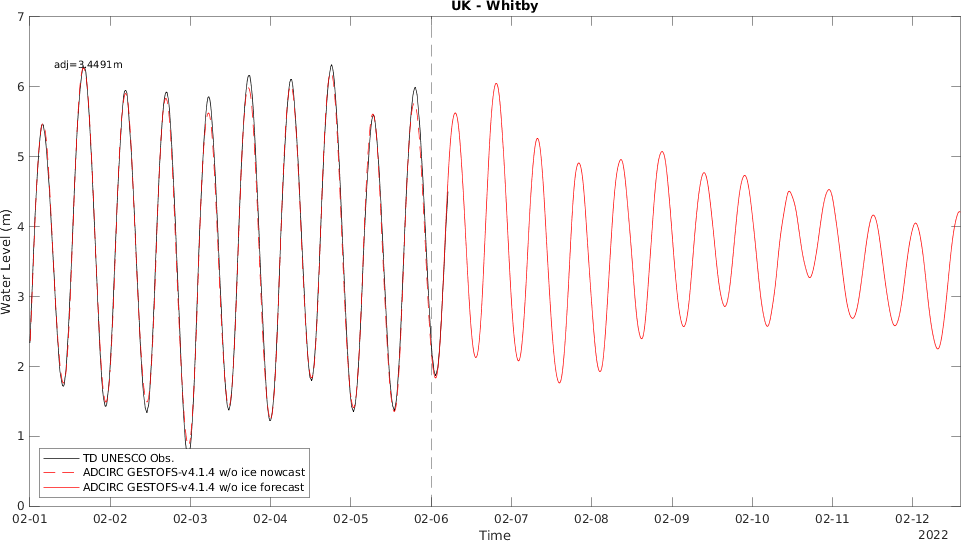 UK - Whitby
7
adj=3.4491m
6
5
4
3
2
1
0
Water Level (m)
TD UNESCO Obs.
ADCIRC GESTOFS-v4.1.4 w/o ice nowcast
ADCIRC GESTOFS-v4.1.4 w/o ice forecast
02-01 02-02 02-03 02-04 02-05 02-06 02-07 02-08 02-09 02-10 02-11 02-12
Time
2022